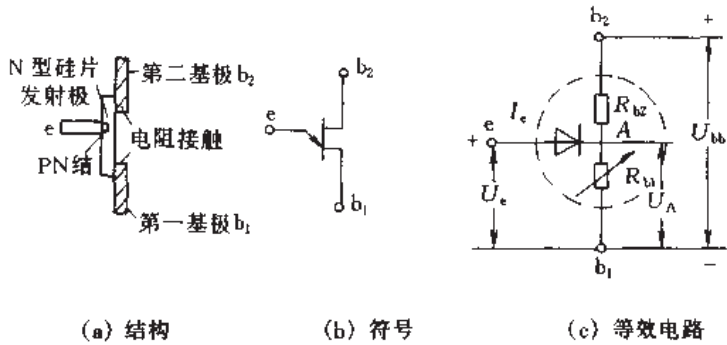 N 型硅片
发射极
e
PN结
第二基极 b₂
电阻接触
第一基极 b₁
(a) 结构
b₂
e
b₁
(b) 符号
b₂
+
I_e
R_b2
+ e
A
U_bb
U_e
R_b1
U_A
b₁
−
(c) 等效电路